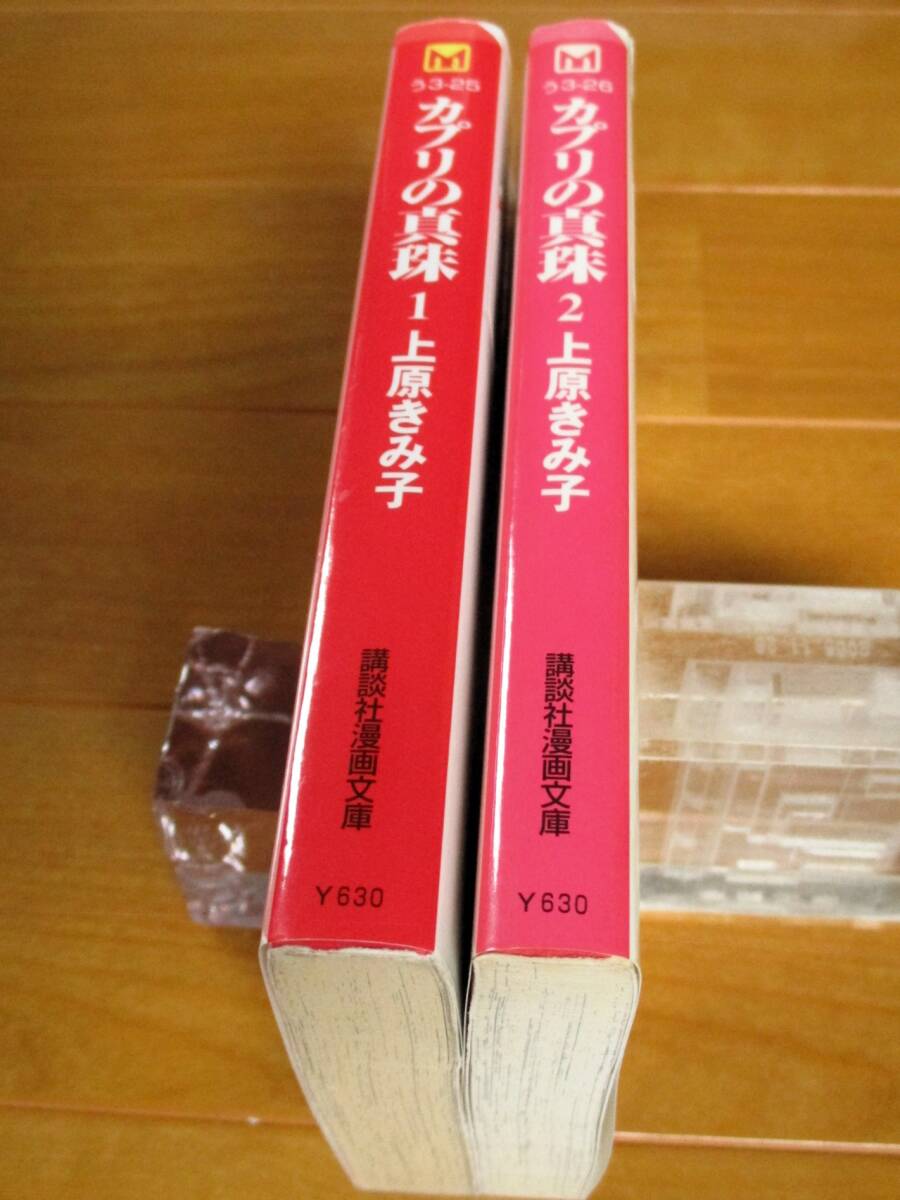 M
う3-25
カプリの真珠 1 上原きみ子
講談社漫画文庫
Y630
M
う3-26
カプリの真珠 2 上原きみ子
講談社漫画文庫
Y630